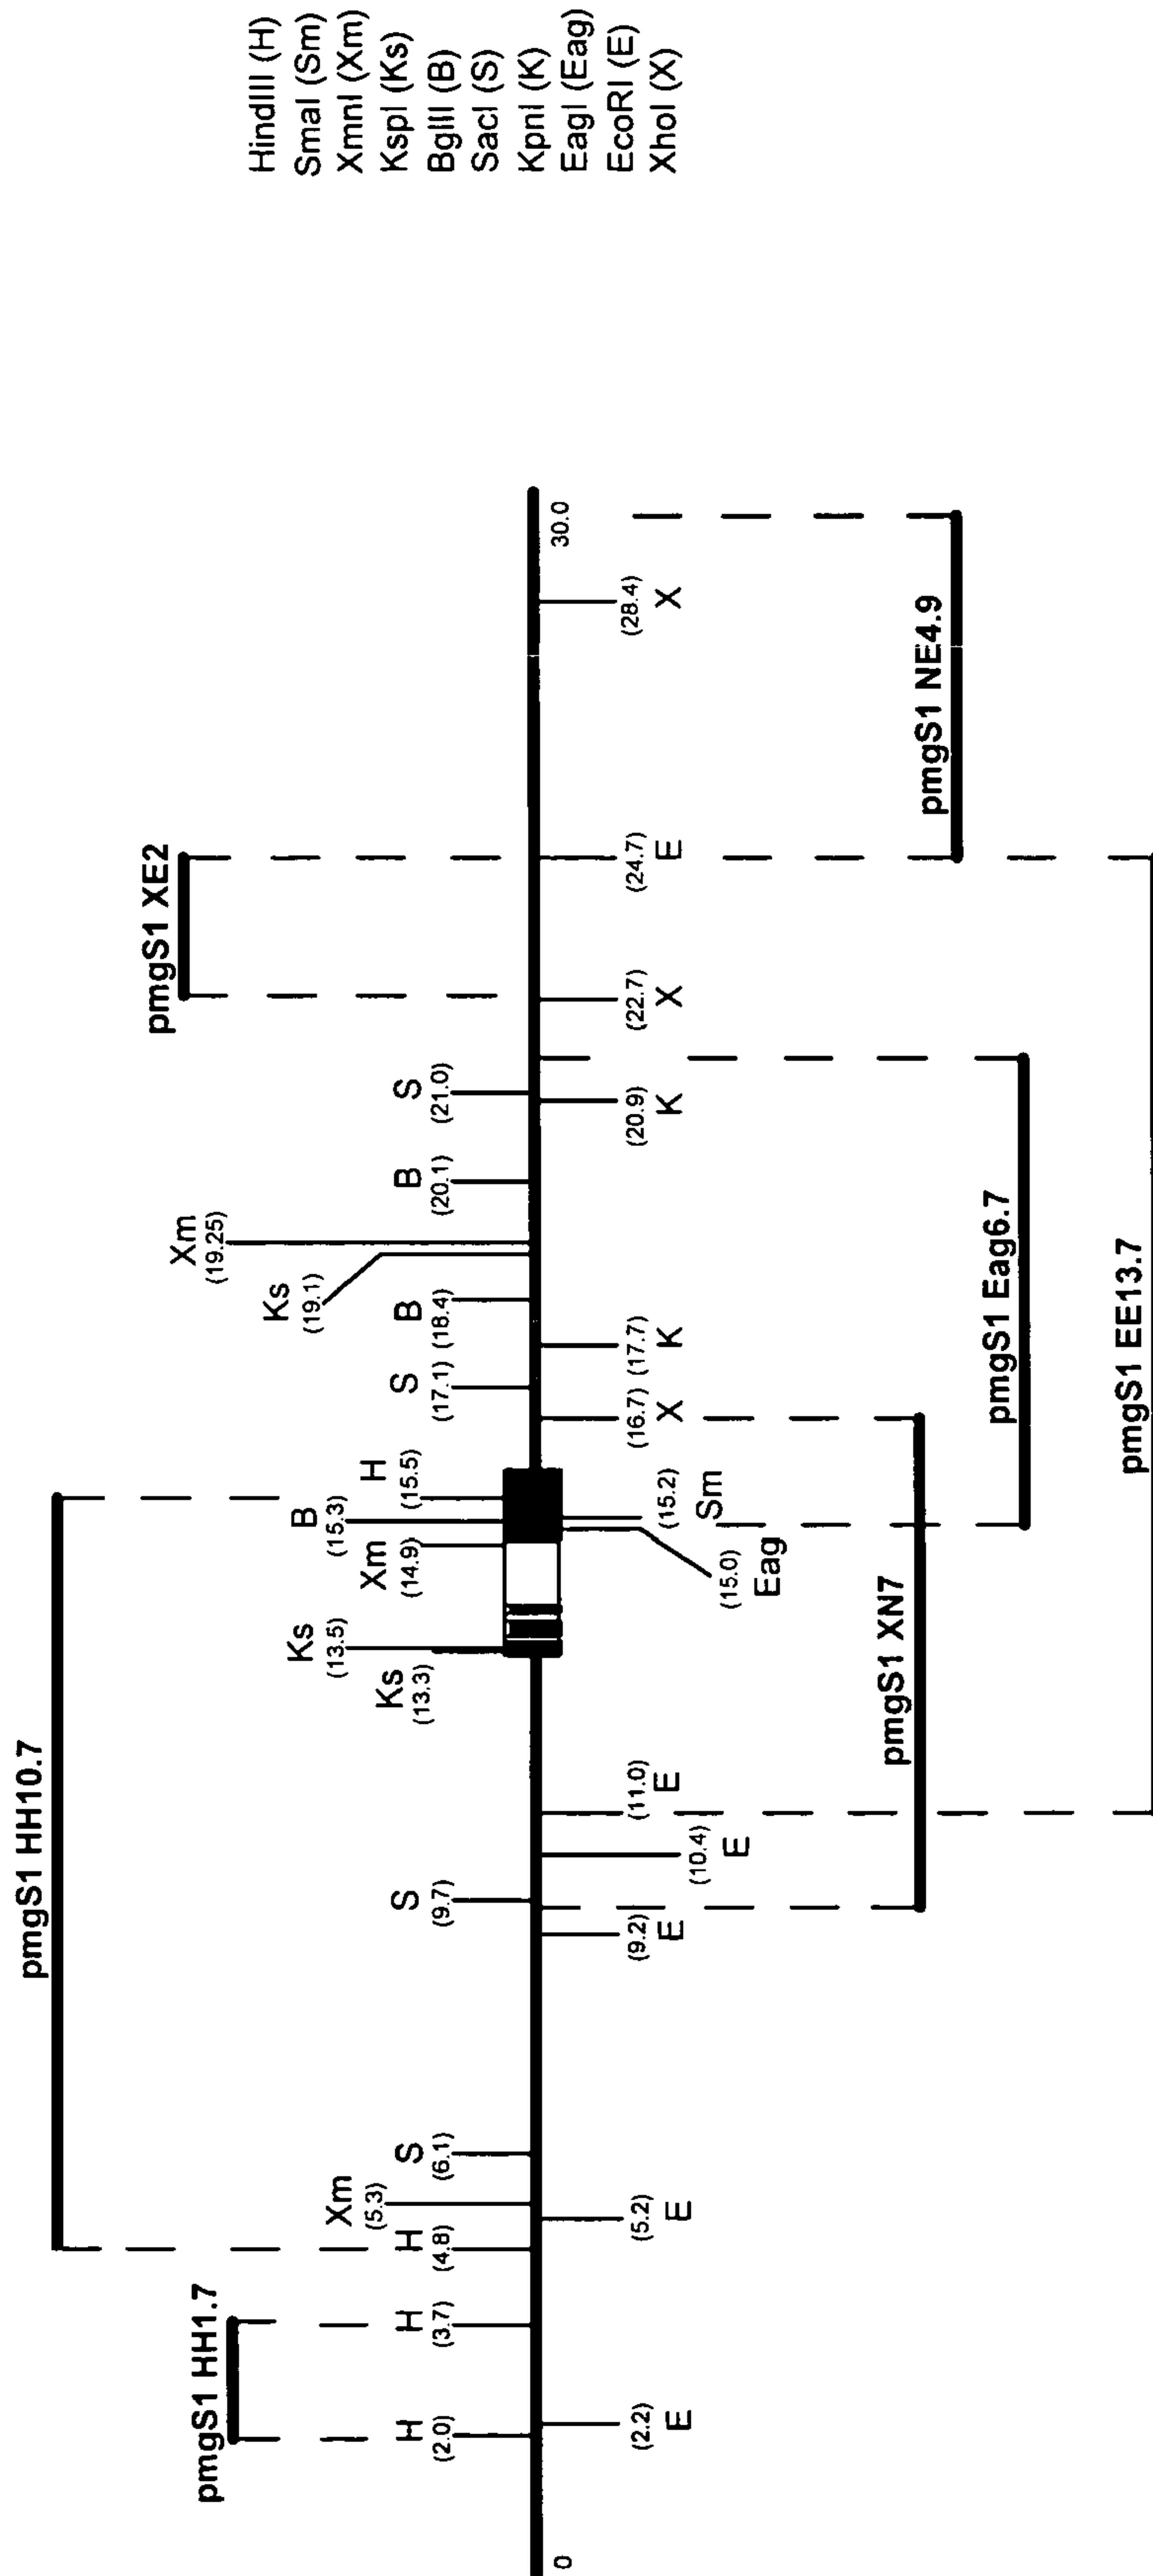 HindIII (H)
SmaI (Sm)
XmnI (Xm)
KspI (Ks)
BglII (B)
SacI (S)
KpnI (K)
EagI (Eag)
EcoRI (E)
XhoI (X)
pmgS1 HH10.7
pmgS1 HH1.7
pmgS1 XE2
H
(2.0)
H
(3.7)
H
(4.8)
Xm
(5.3)
S
(6.1)
S
(9.7)
Ks
(13.3)
Ks
(13.5)
Xm
(14.9)
B
(15.3)
H
(15.5)
S
(17.1)
B
(18.4)
Ks
(19.1)
Xm
(19.25)
B
(20.1)
S
(21.0)
0
30.0
(2.2)
E
(5.2)
E
(9.2)
E
(10.4)
E
(11.0)
E
(15.0)
Eag
(15.2)
Sm
(16.7)
X
(17.7)
K
(20.9)
K
(22.7)
X
(24.7)
E
(28.4)
X
pmgS1 XN7
pmgS1 NE4.9
pmgS1 Eag6.7
pmgS1 EE13.7